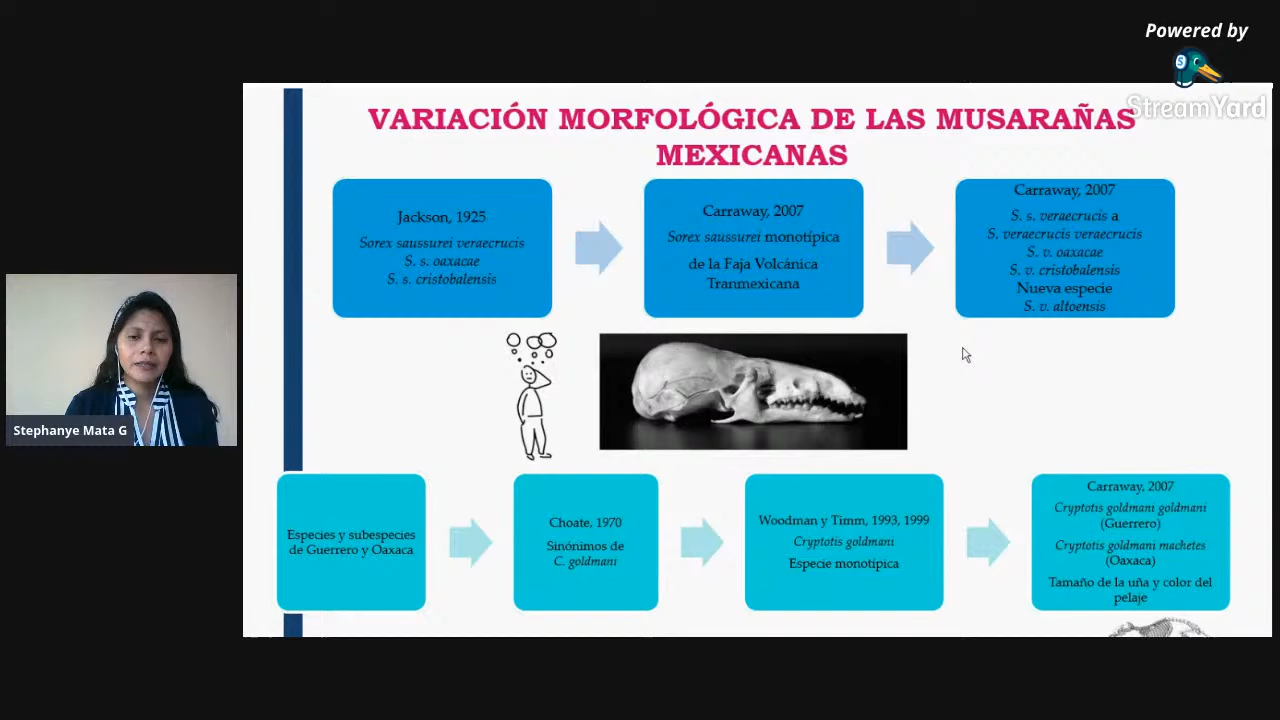 Powered by
StreamYard
VARIACIÓN MORFOLÓGICA DE LAS MUSARAÑAS
MEXICANAS
Jackson, 1925
Sorex saussurei veraecrucis
S. s. oaxacae
S. s. cristobalensis
Carraway, 2007
Sorex saussurei monotípica
de la Faja Volcánica
Tranmexicana
Carraway, 2007
S. s. veraecrucis a
S. veraecrucis veraecrucis
S. v. oaxacae
S. v. cristobalensis
Nueva especie
S. v. altoensis
Stephanye Mata G
Especies y subespecies
de Guerrero y Oaxaca
Choate, 1970
Sinónimos de
C. goldmani
Woodman y Timm, 1993, 1999
Cryptotis goldmani
Especie monotípica
Carraway, 2007
Cryptotis goldmani goldmani
(Guerrero)
Cryptotis goldmani machetes
(Oaxaca)
Tamaño de la uña y color del
pelaje